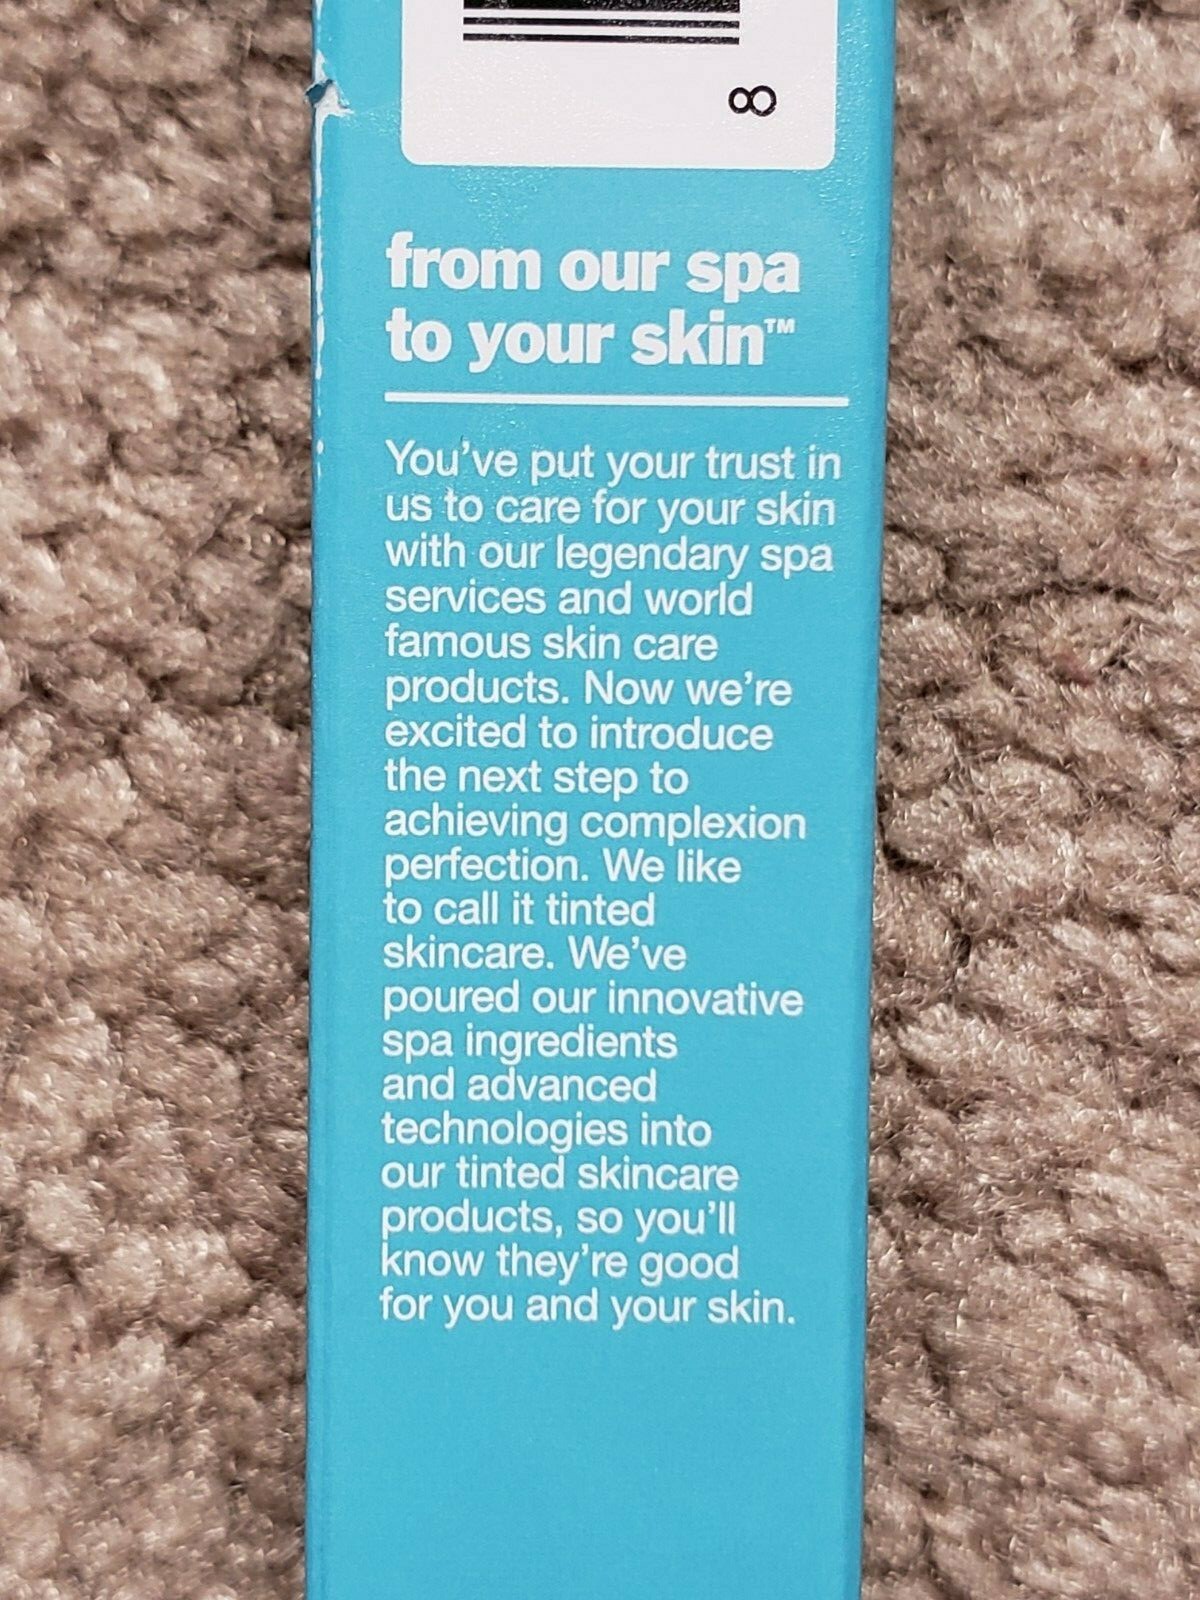 8
from our spa
to your skin™
You've put your trust in
us to care for your skin
with our legendary spa
services and world
famous skin care
products. Now we're
excited to introduce
the next step to
achieving complexion
perfection. We like
to call it tinted
skincare. We've
poured our innovative
spa ingredients
and advanced
technologies into
our tinted skincare
products, so you'll
know they're good
for you and your skin.